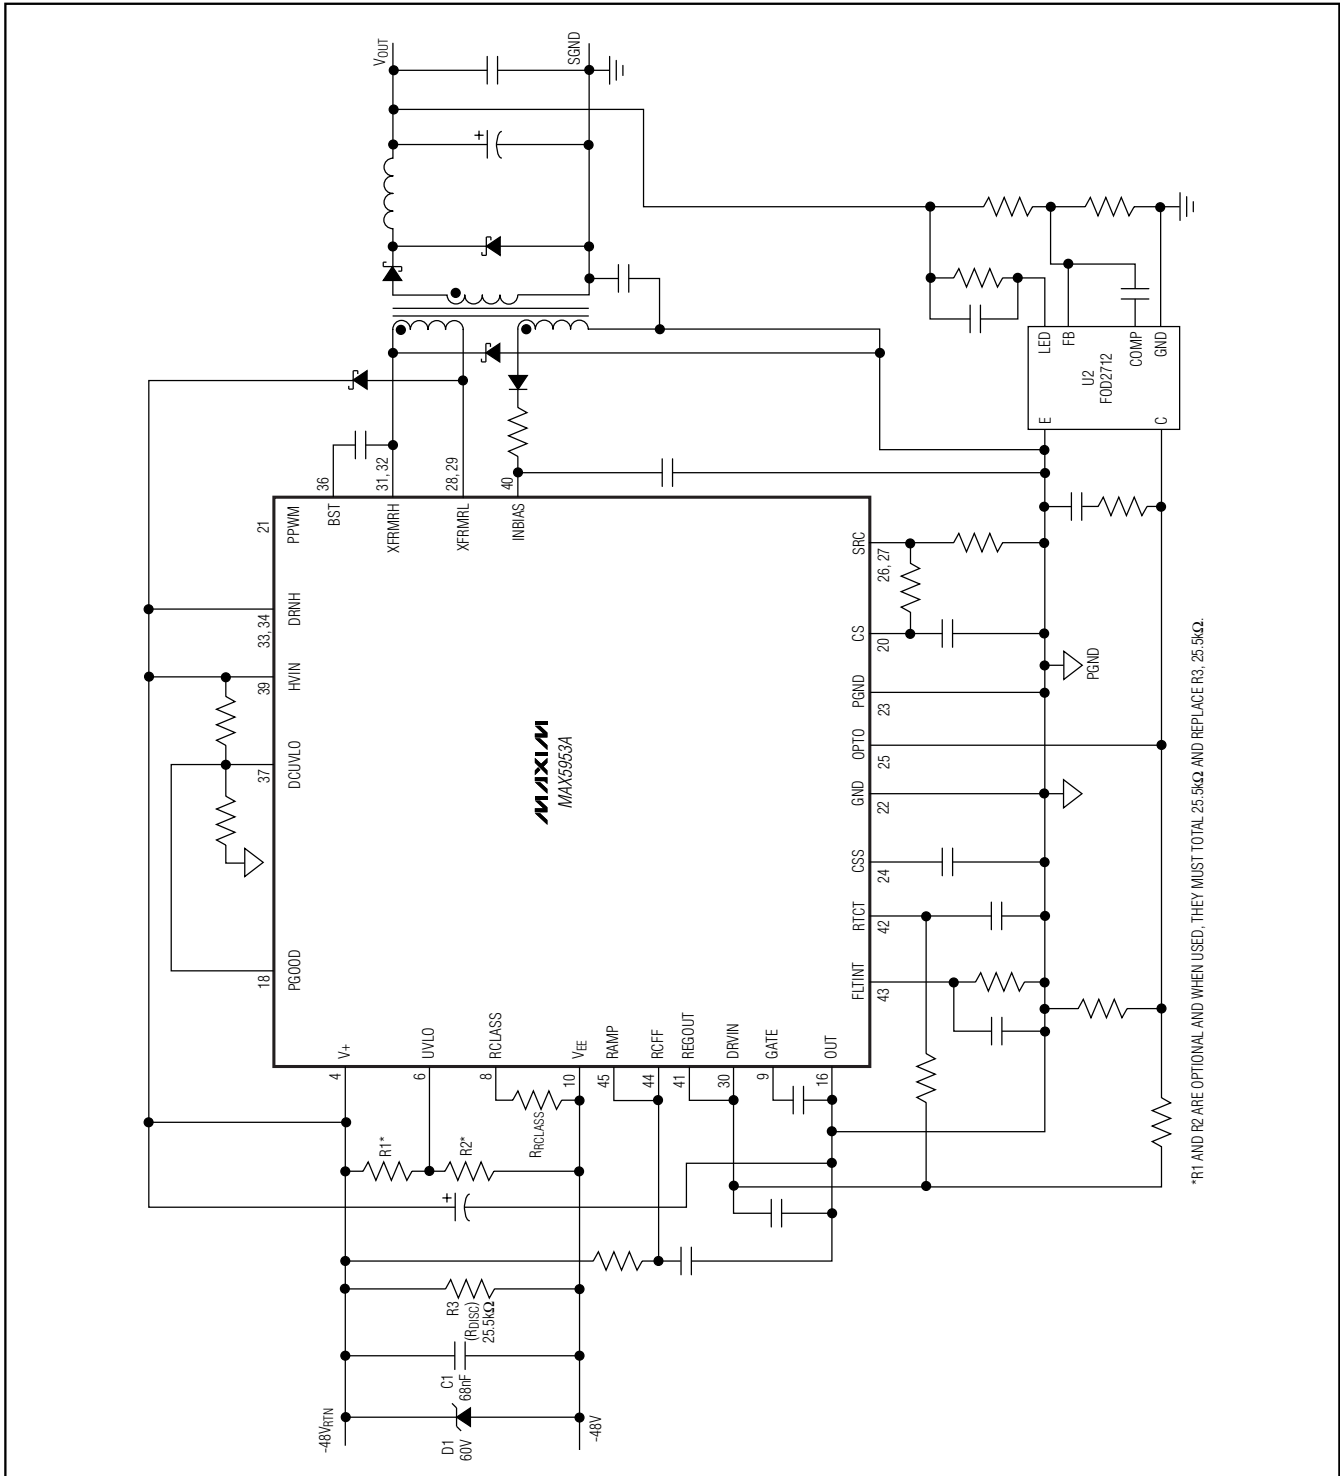 -48VRTN
D1
60V
-48V
C1
68nF
R3
(RDISC)
25.5kΩ
R1*
R2*
RRCLASS
+
4
V+
6
UVLO
8
RCLASS
10
VEE
45
RAMP
44
RCFF
41
REGOUT
30
DRVIN
9
GATE
16
OUT
18
PGOOD
37
DCUVLO
39
HVIN
33, 34
DRNH
21
PPWM
MAXIM
MAX5953A
43
FLTINT
42
RTCT
24
CSS
22
GND
25
OPTO
23
PGND
20
CS
26, 27
SRC
PGND
36
BST
31, 32
XFRMRH
28, 29
XFRMRL
40
INBIAS
VOUT
+
SGND
U2
FOD2712
LED
FB
COMP
GND
E
C
*R1 AND R2 ARE OPTIONAL AND WHEN USED, THEY MUST TOTAL 25.5kΩ AND REPLACE R3, 25.5kΩ.